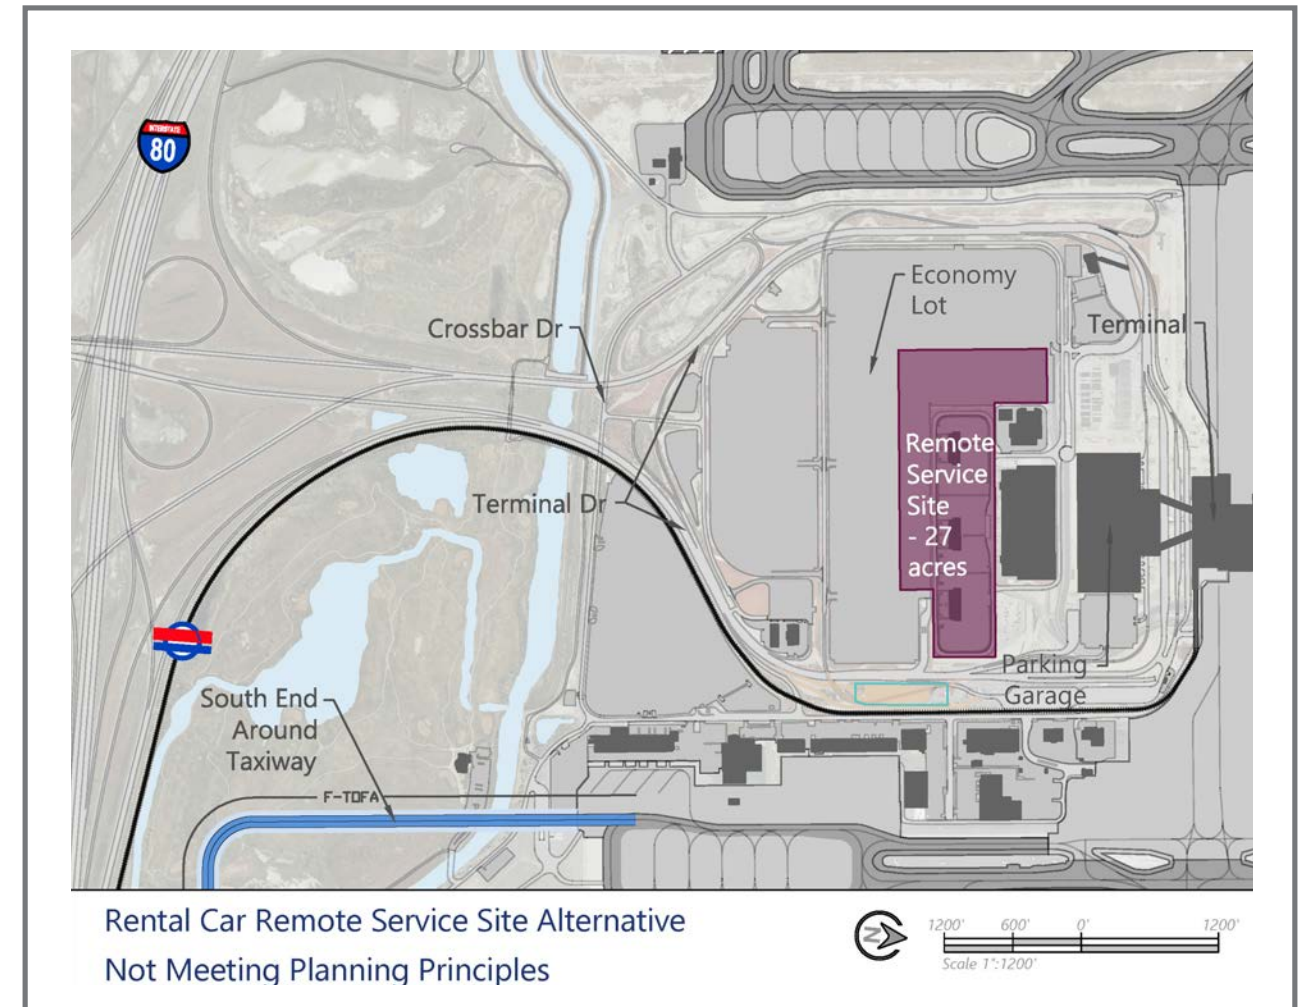 INTERSTATE
80
Economy
Lot
Crossbar Dr
Terminal
Remote
Service
Site
- 27
acres
Terminal Dr
Parking
Garage
South End
Around
Taxiway
F-TOFA
Rental Car Remote Service Site Alternative
Not Meeting Planning Principles
N
1200' 600' 0' 1200'
Scale 1":1200'